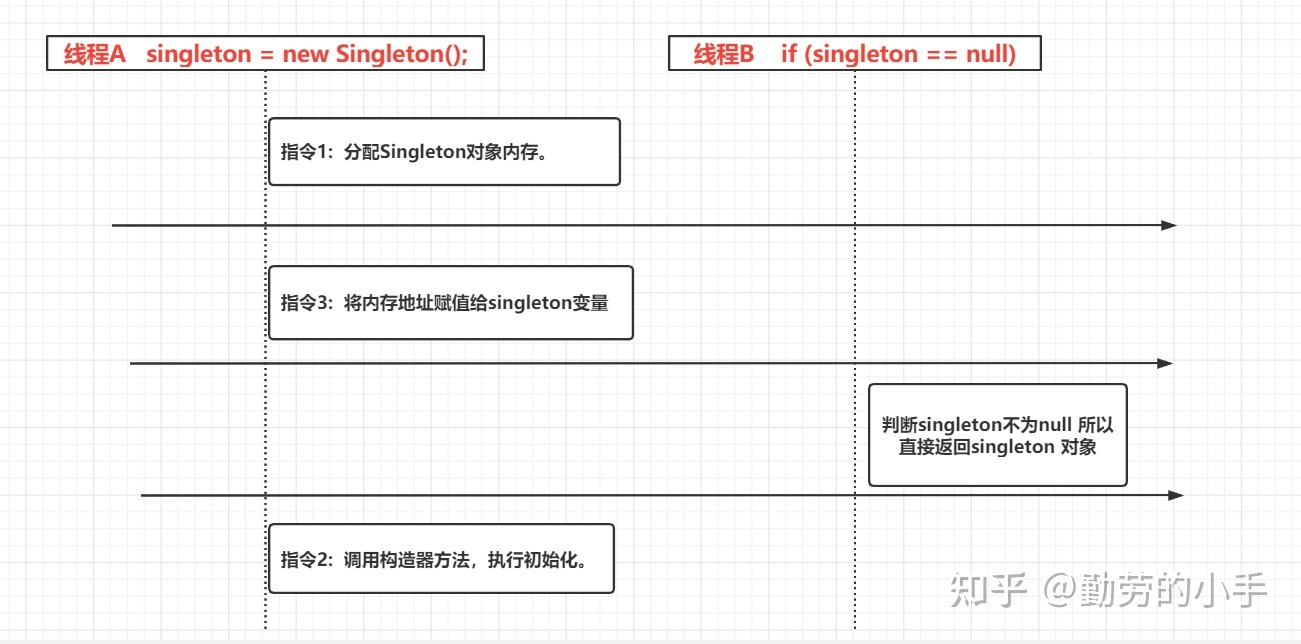 线程A singleton = new Singleton();
线程B if (singleton == null)
指令1：分配Singleton对象内存。
指令3：将内存地址赋值给singleton变量
判断singleton不为null 所以
直接返回singleton 对象
指令2：调用构造器方法，执行初始化。
知乎 @勤劳的小手